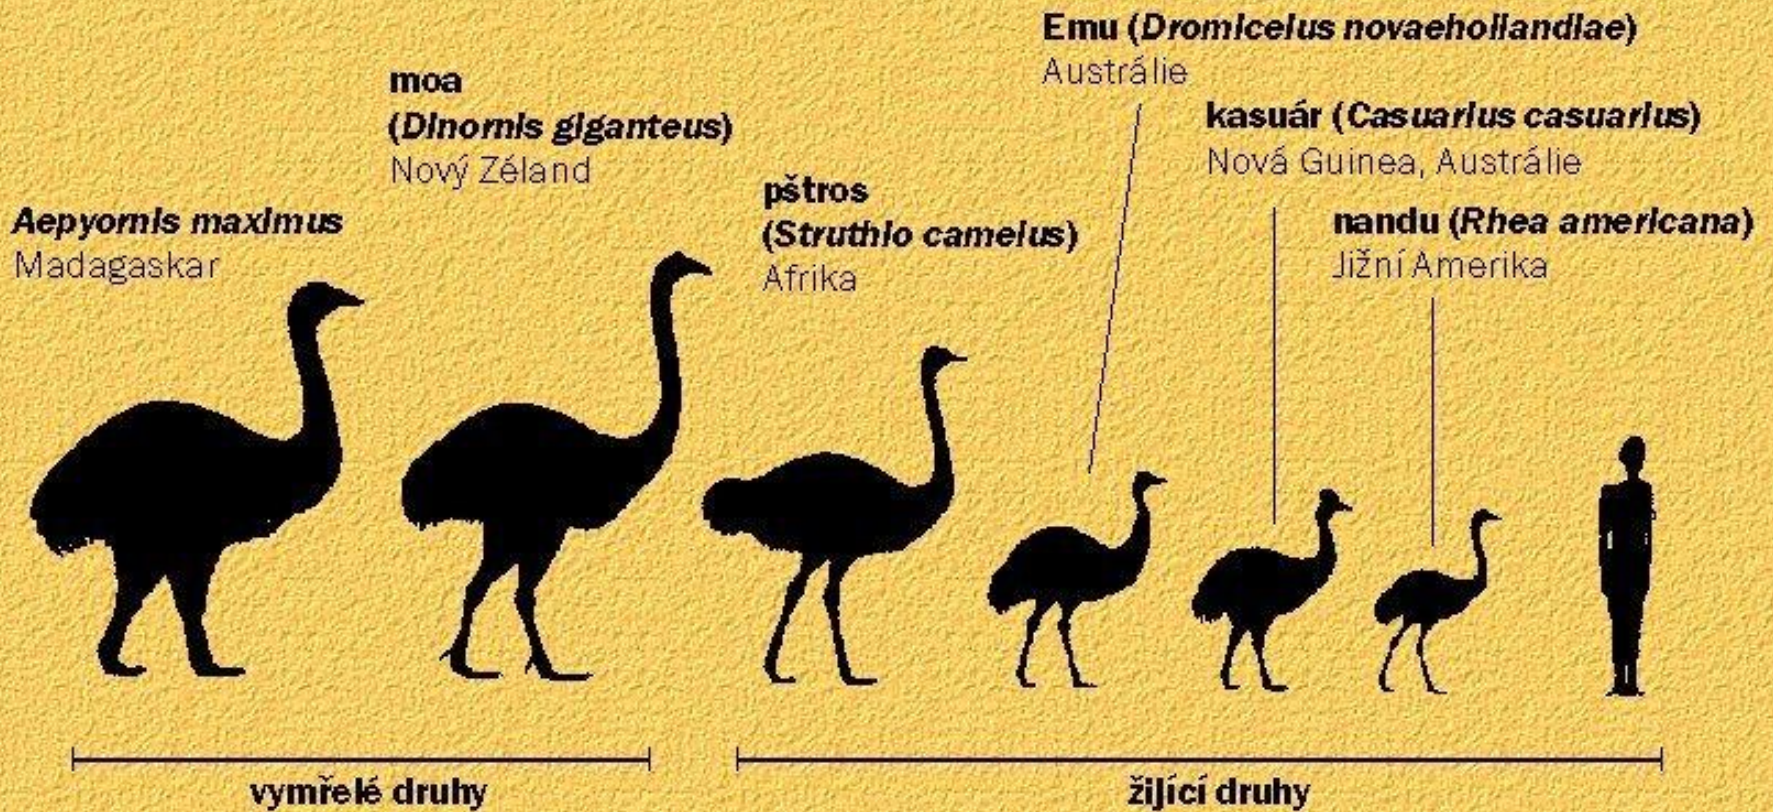 Aepyornis maximus
Madagaskar
moa
(Dinornis giganteus)
Nový Zéland
pštros
(Struthio camelus)
Afrika
Emu (Dromiceius novaehollandiae)
Austrálie
kasuár (Casuarius casuarius)
Nová Guinea, Austrálie
nandu (Rhea americana)
Jižní Amerika
vymřelé druhy
žijící druhy